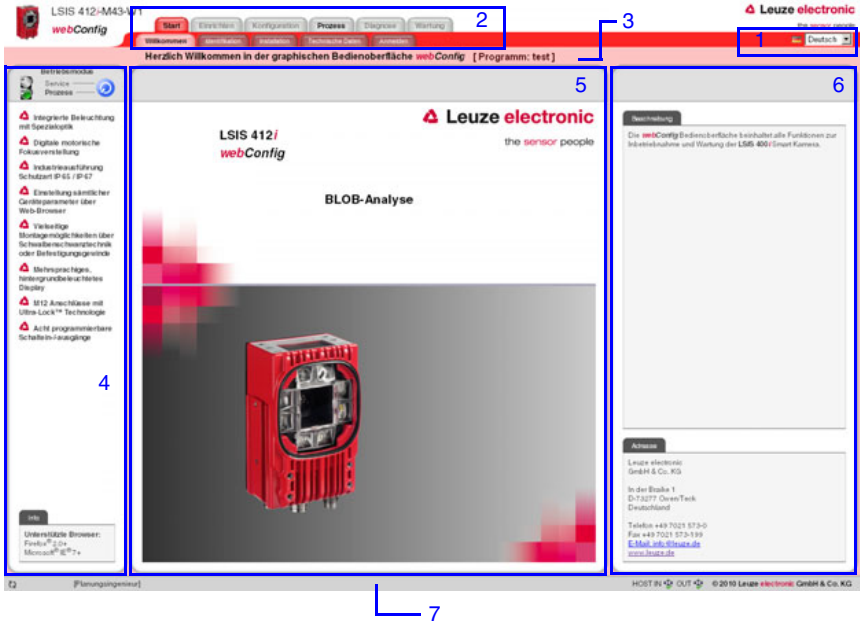 LSIS 412i-M43-W1
webConfig
Leuze electronic
the sensor people
2
3
1
Start
Einrichten
Konfiguration
Prozess
Diagnose
Wartung
Willkommen
Identifikation
Installation
Technische Daten
Anmelden
Deutsch
Herzlich Willkommen in der graphischen Bedienoberfläche webConfig [ Programm: test ]
Betriebsmodus
Service
Prozess
Integrierte Beleuchtung
mit Spezialoptik
Digitale motorische
Fokusverstellung
Industrieausführung
Schutzart IP 65 / IP 67
Einstellung sämtlicher
Geräteparameter über
Web-Browser
Vielseitige
Montagemöglichkeiten über
Schwalbenschwanztechnik
oder Befestigungsgewinde
Mehrsprachiges,
hintergrundbeleuchtetes
Display
M12 Anschlüsse mit
Ultra-Lock™ Technologie
Acht programmierbare
Schaltein-/-ausgänge
4
Info
Unterstützte Browser:
Firefox® 2.0+
Microsoft® IE® 7+
5
Leuze electronic
the sensor people
LSIS 412i
webConfig
BLOB-Analyse
6
Beschreibung
Die webConfig Bedienoberfläche beinhaltet alle Funktionen zur
Inbetriebnahme und Wartung der LSIS 400i Smart Kamera.
Adresse
Leuze electronic
GmbH & Co. KG
In der Braike 1
D-73277 Owen/Teck
Deutschland
Telefon +49 7021 573-0
Fax +49 7021 573-199
E-Mail: info@leuze.de
www.leuze.de
[Planungsingenieur]
HOST IN OUT © 2010 Leuze electronic GmbH & Co. KG
7